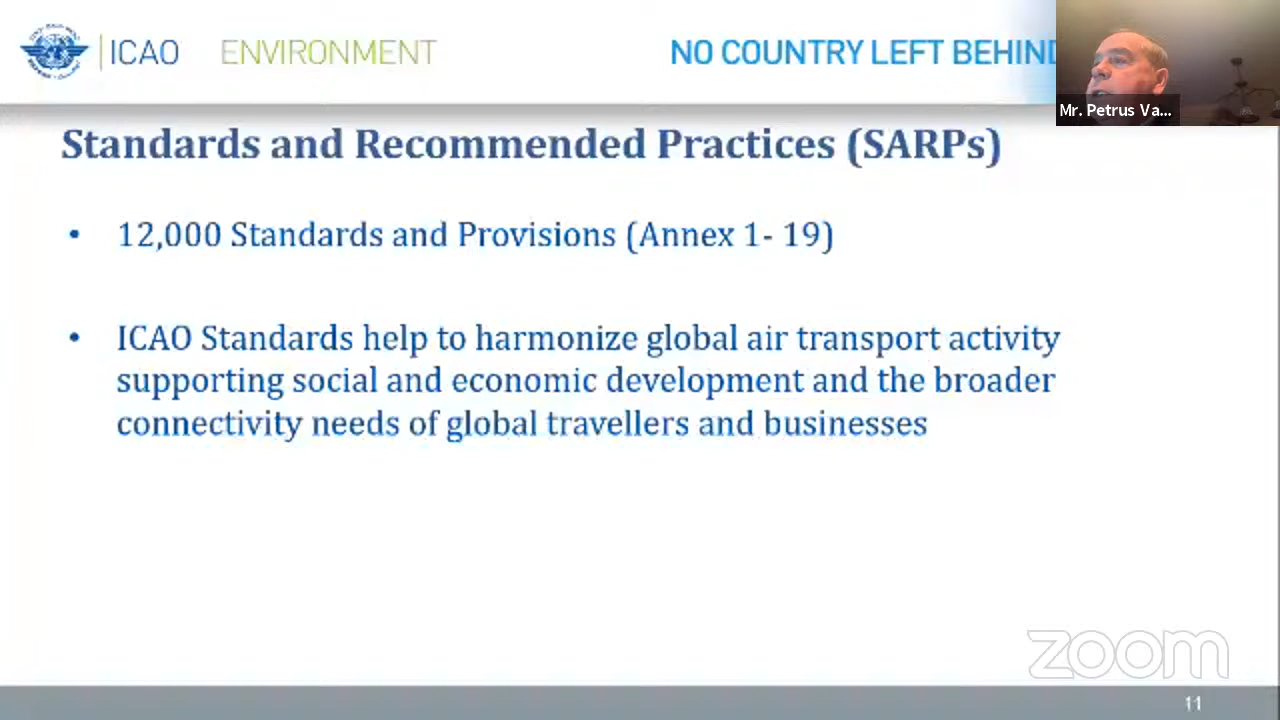 ICAO ENVIRONMENT NO COUNTRY LEFT BEHIND
Mr. Petrus Va...
Standards and Recommended Practices (SARPs)
• 12,000 Standards and Provisions (Annex 1- 19)
• ICAO Standards help to harmonize global air transport activity
supporting social and economic development and the broader
connectivity needs of global travellers and businesses
zoom
11